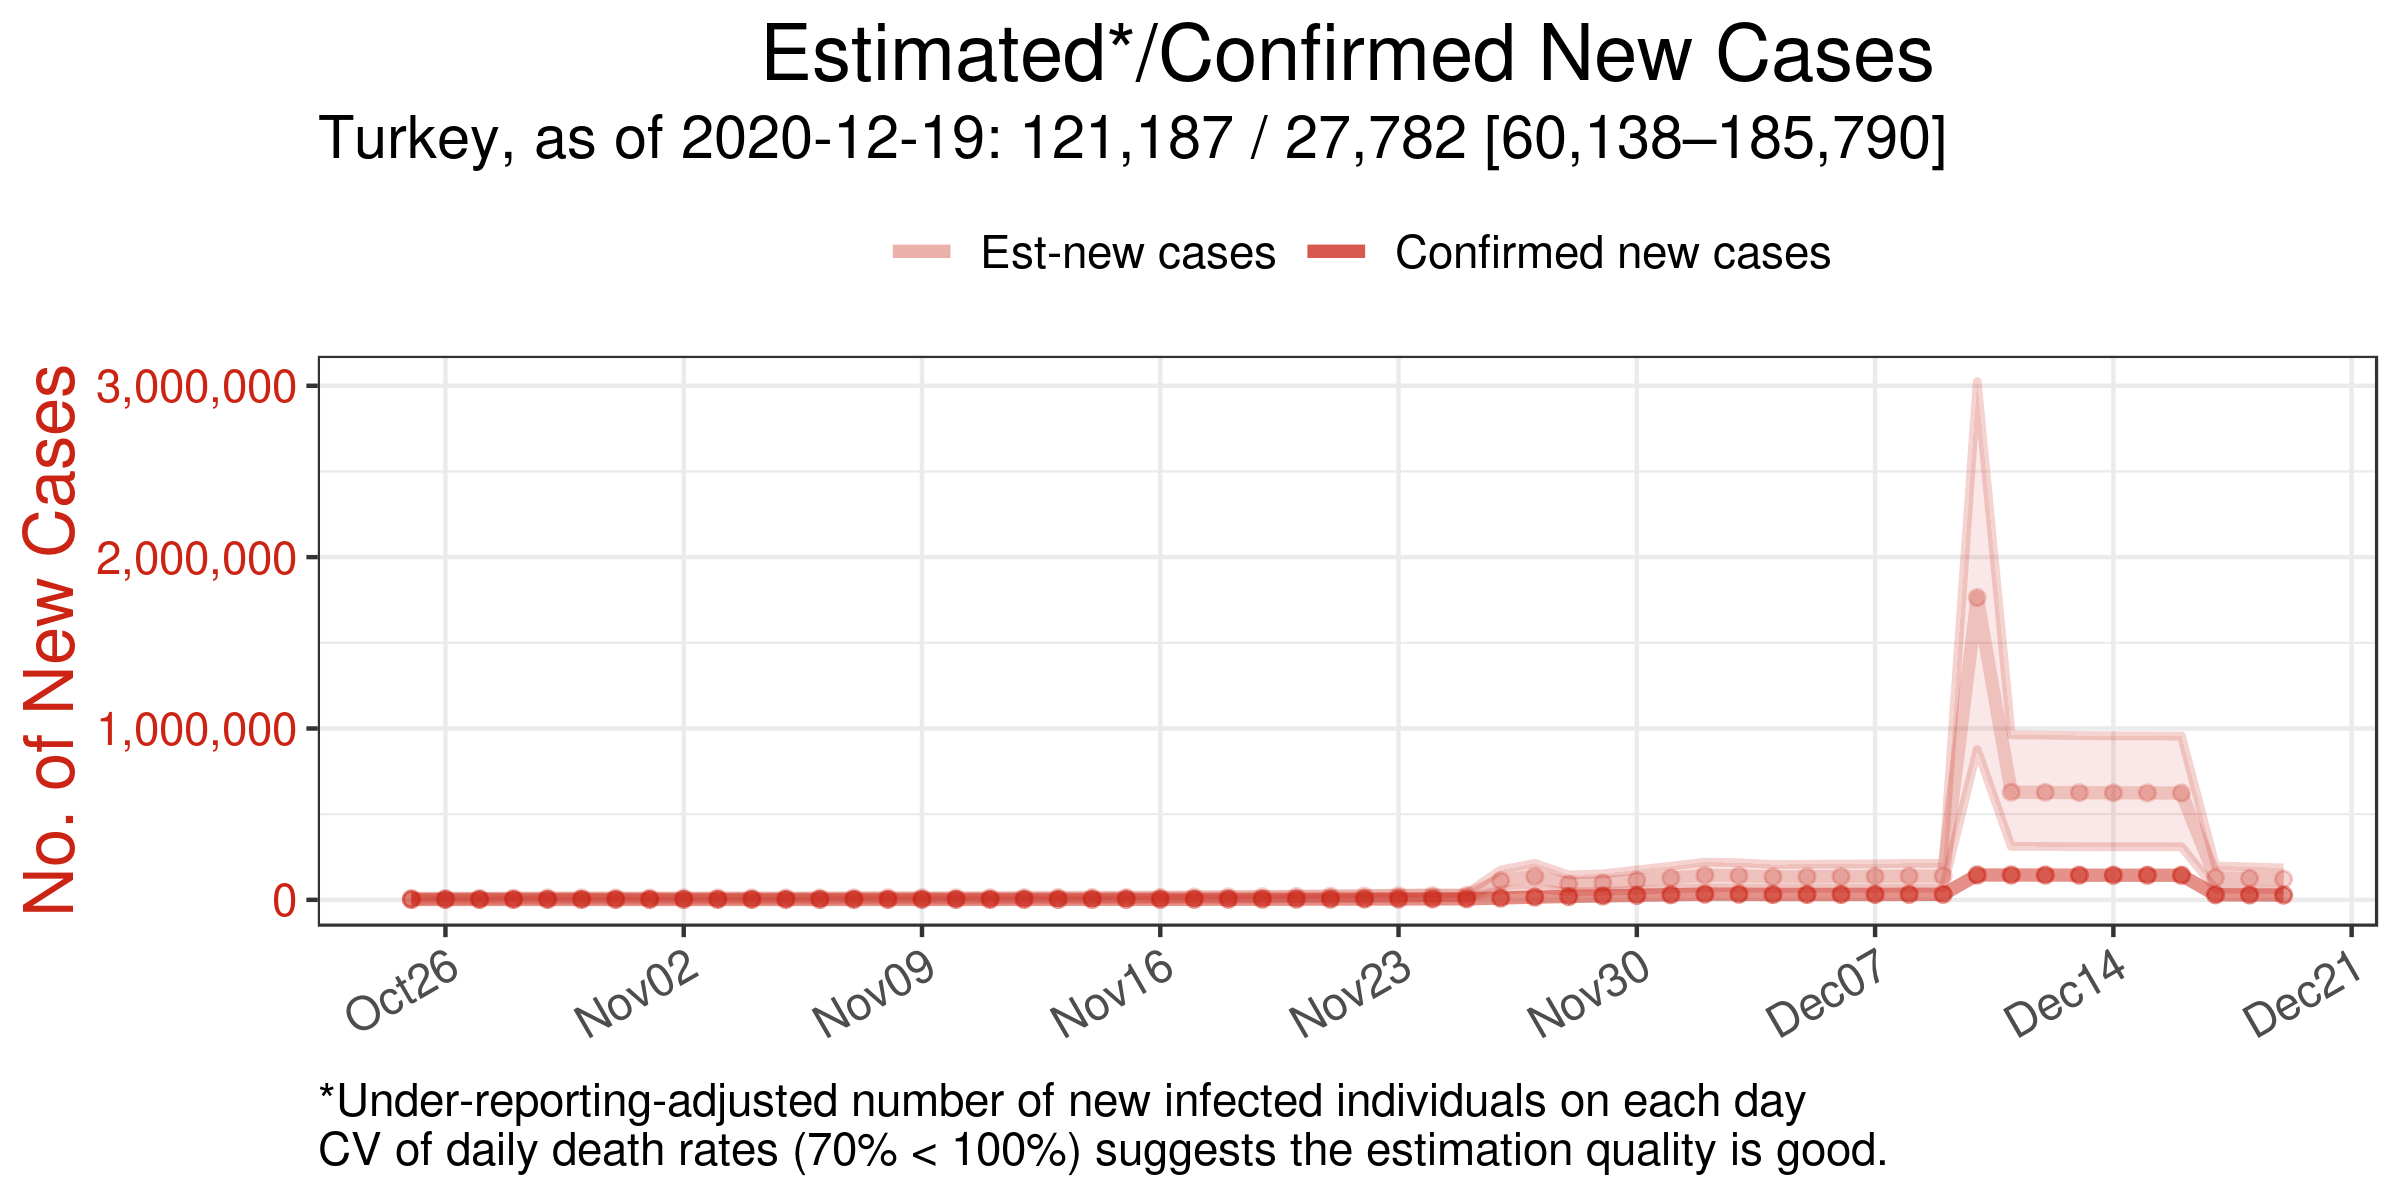 Estimated*/Confirmed New Cases
Turkey, as of 2020-12-19: 121,187 / 27,782 [60,138–185,790]
Est-new cases Confirmed new cases
No. of New Cases
3,000,000
2,000,000
1,000,000
0
Oct26 Nov02 Nov09 Nov16 Nov23 Nov30 Dec07 Dec14 Dec21
*Under-reporting-adjusted number of new infected individuals on each day
CV of daily death rates (70% < 100%) suggests the estimation quality is good.